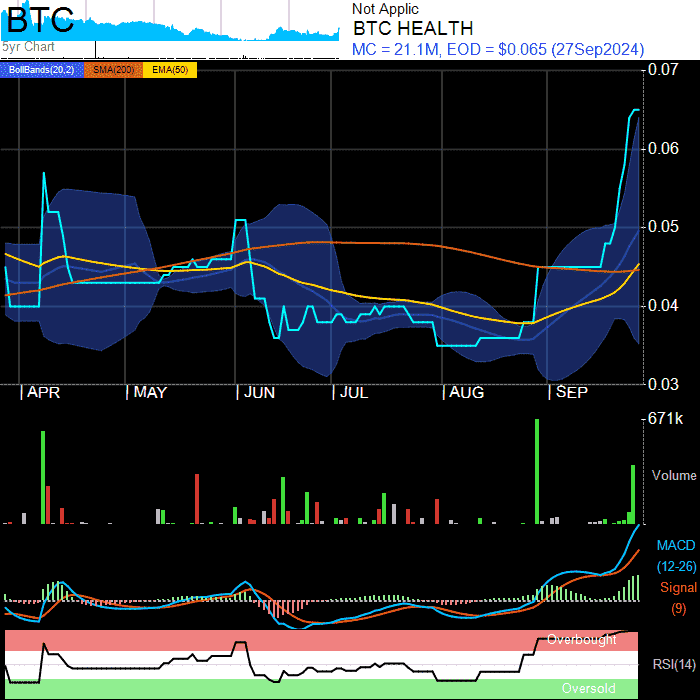 BTC
5yr Chart
Not Applic
BTC HEALTH
MC = 21.1M, EOD = $0.065 (27Sep2024)
BollBands(20,2) SMA(200) EMA(50)
0.07
0.06
0.05
0.04
0.03
APR MAY JUN JUL AUG SEP
671k
Volume
MACD
(12-26)
Signal
(9)
Overbought
RSI(14)
Oversold